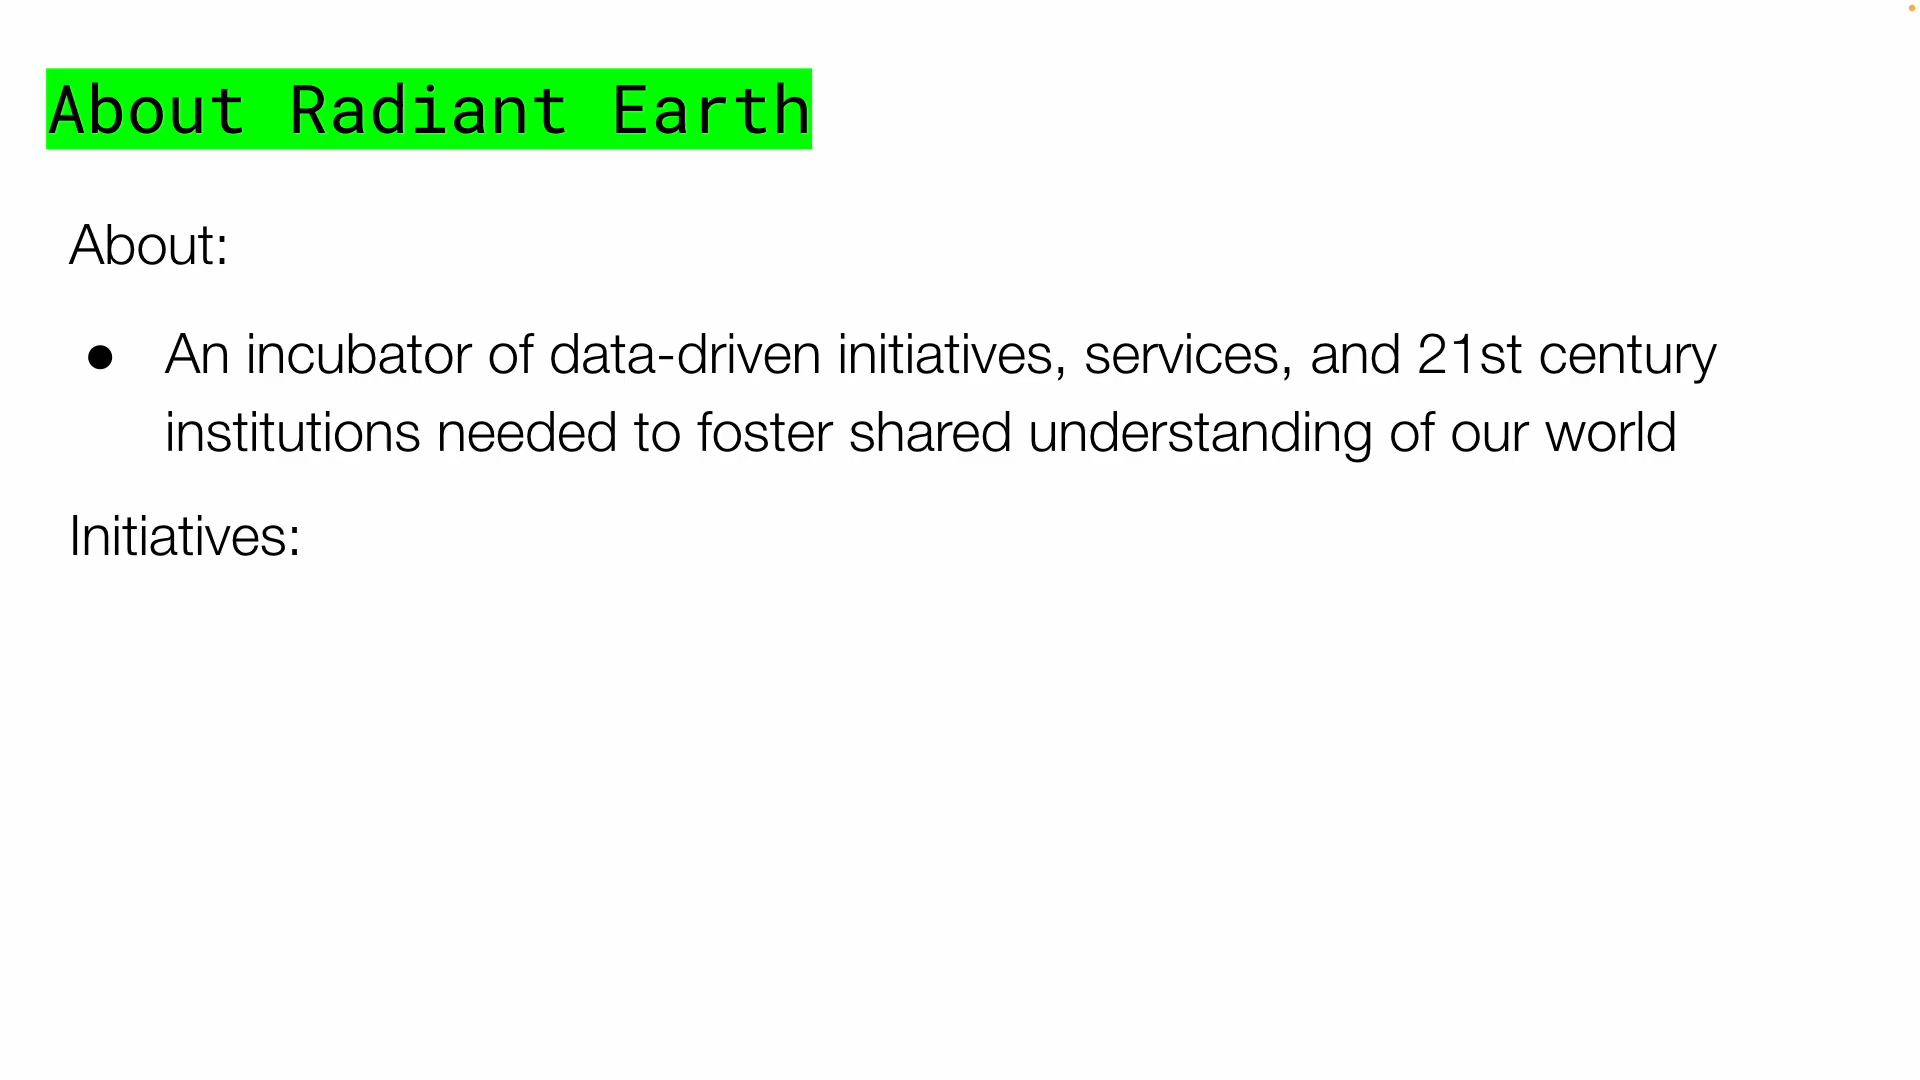 About Radiant Earth
About:
● An incubator of data-driven initiatives, services, and 21st century
institutions needed to foster shared understanding of our world
Initiatives: